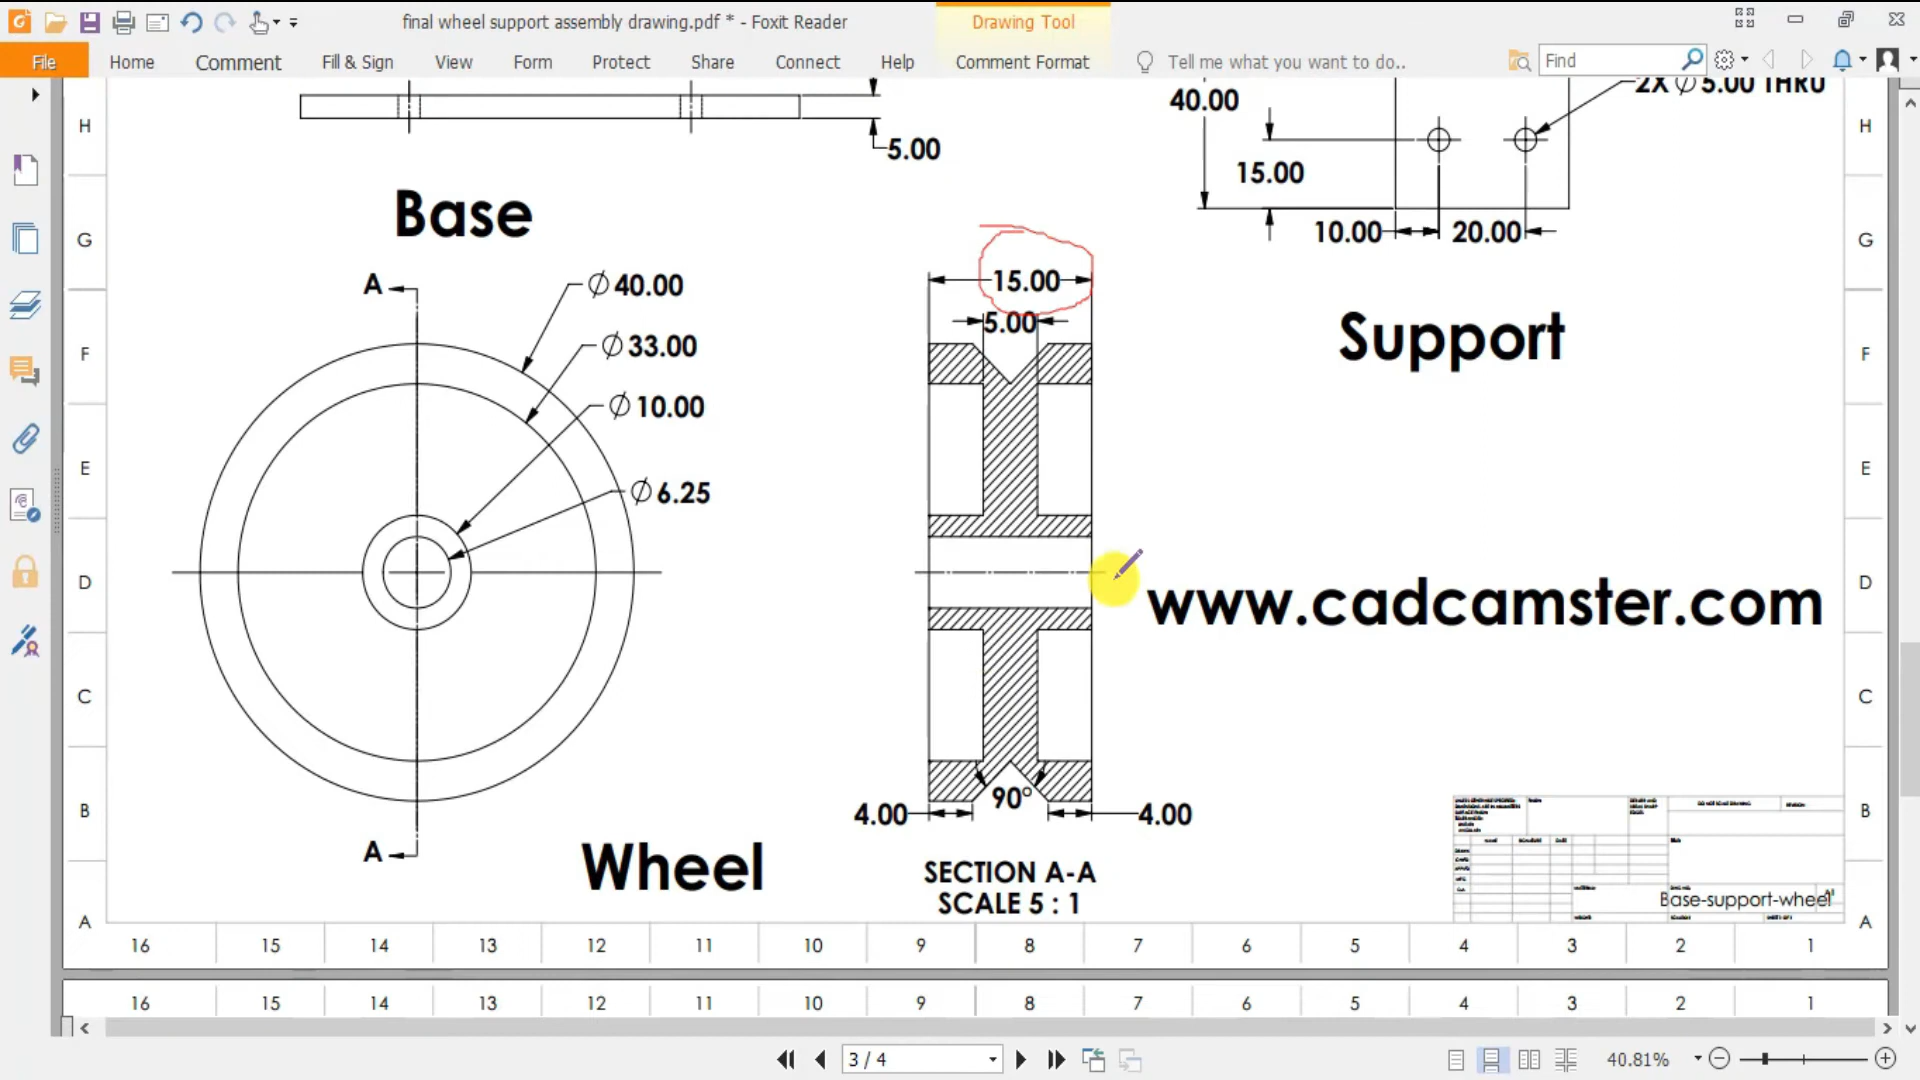 final wheel support assembly drawing.pdf * - Foxit Reader
Drawing Tool
File Home Comment Fill & Sign View Form Protect Share Connect Help Comment Format Tell me what you want to do.. Find
H
5.00
40.00
15.00
10.00
20.00
2X Ø 5.00 THRU
H
Base
G
G
Support
A
Ø 40.00
Ø 33.00
Ø 10.00
Ø 6.25
15.00
5.00
F
F
E
E
D
D
www.cadcamster.com
C
C
B
B
4.00
90°
4.00
A
Wheel
SECTION A-A
SCALE 5 : 1
DO NOT SCALE DRAWING
REVISION
Base-support-wheel
A
A
16 15 14 13 12 11 10 9 8 7 6 5 4 3 2 1
16 15 14 13 12 11 10 9 8 7 6 5 4 3 2 1
3 / 4
40.81%